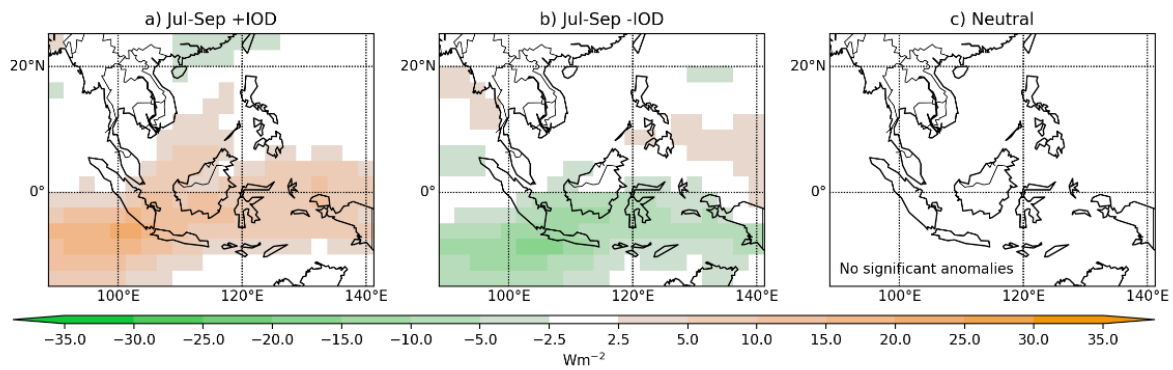 a) Jul-Sep +IOD
b) Jul-Sep -IOD
c) Neutral
20°N
0°
100°E
120°E
140°E
20°N
0°
100°E
120°E
140°E
20°N
0°
No significant anomalies
100°E
120°E
140°E
−35.0 −30.0 −25.0 −20.0 −15.0 −10.0 −5.0 −2.5 2.5 5.0 10.0 15.0 20.0 25.0 30.0 35.0
Wm⁻²